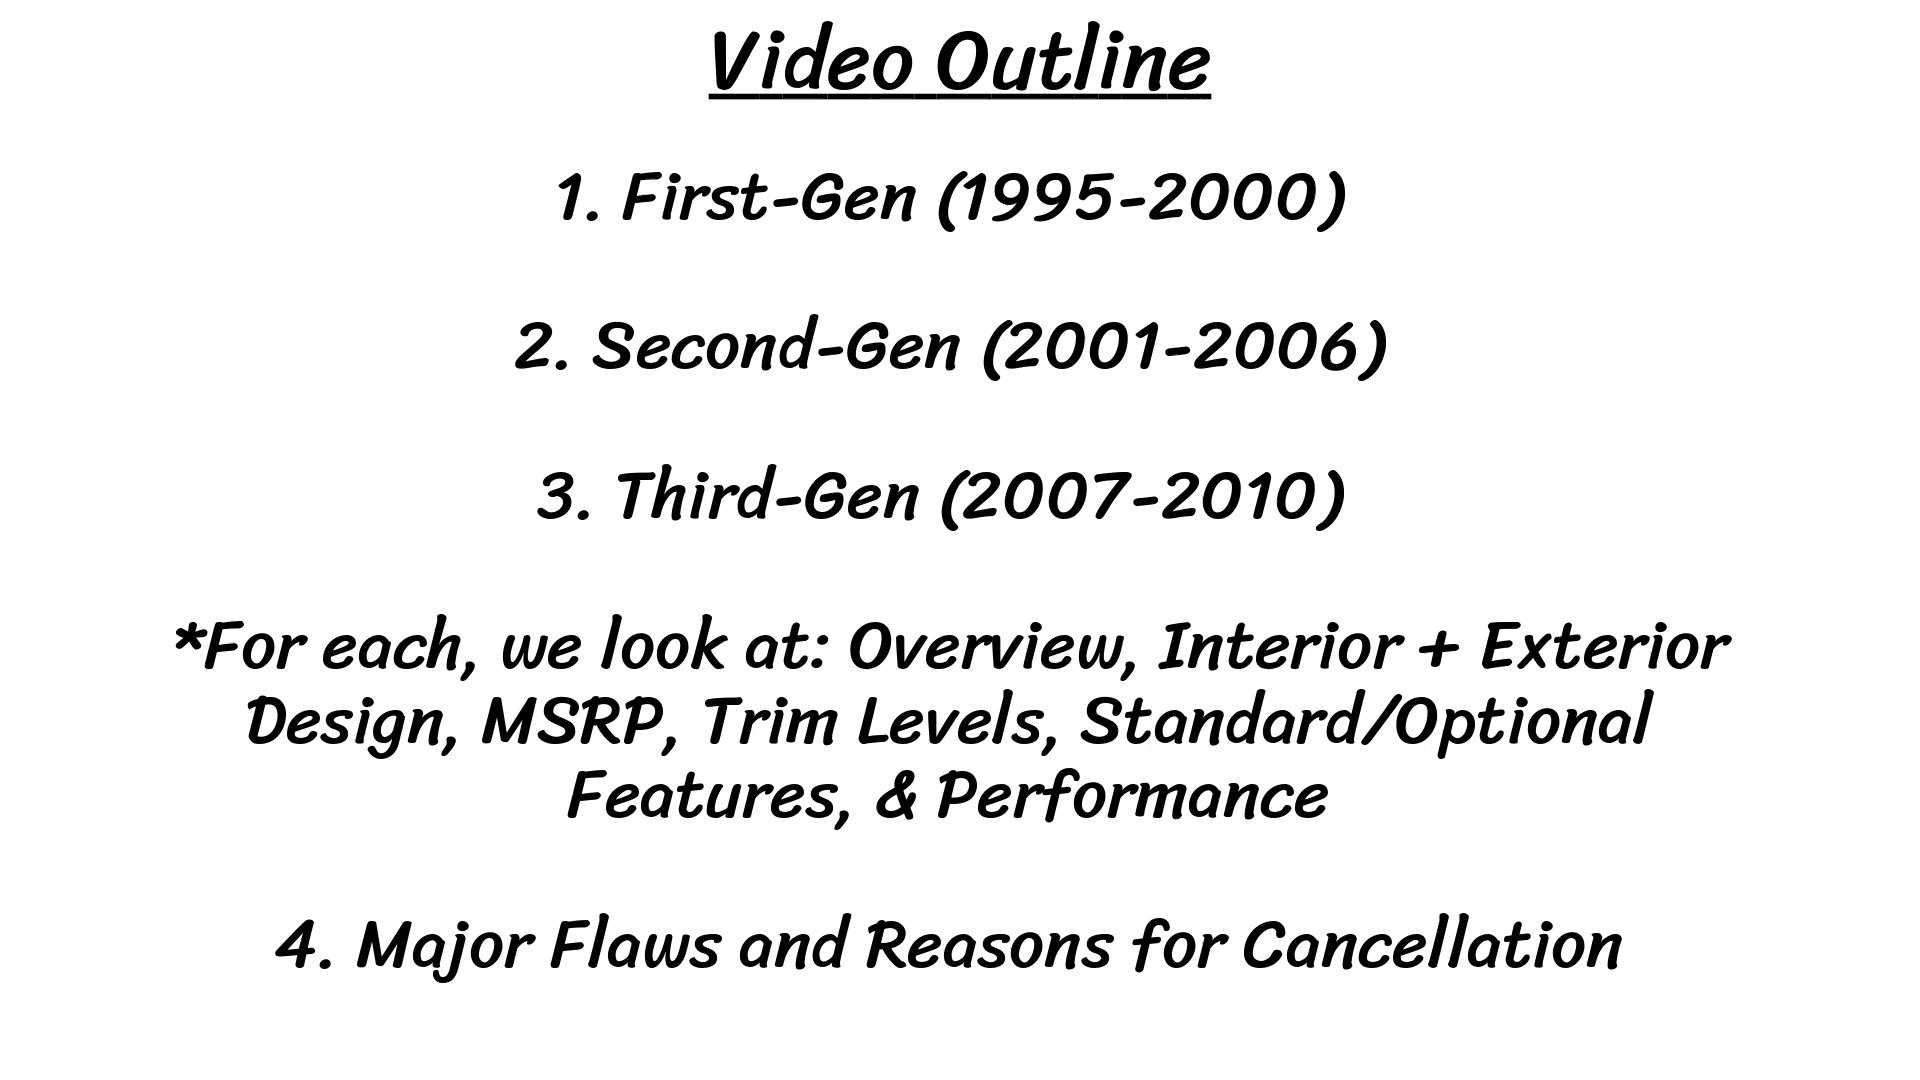 Video Outline
1. First-Gen (1995-2000)
2. Second-Gen (2001-2006)
3. Third-Gen (2007-2010)
*For each, we look at: Overview, Interior + Exterior
Design, MSRP, Trim Levels, Standard/Optional
Features, & Performance
4. Major Flaws and Reasons for Cancellation